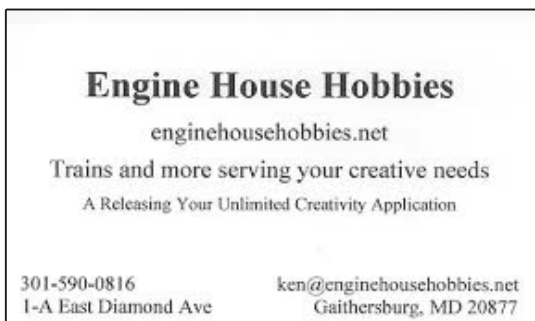 Engine House Hobbies
enginehousehobbies.net
Trains and more serving your creative needs
A Releasing Your Unlimited Creativity Application
301-590-0816
ken@enginehousehobbies.net
1-A East Diamond Ave
Gaithersburg, MD 20877